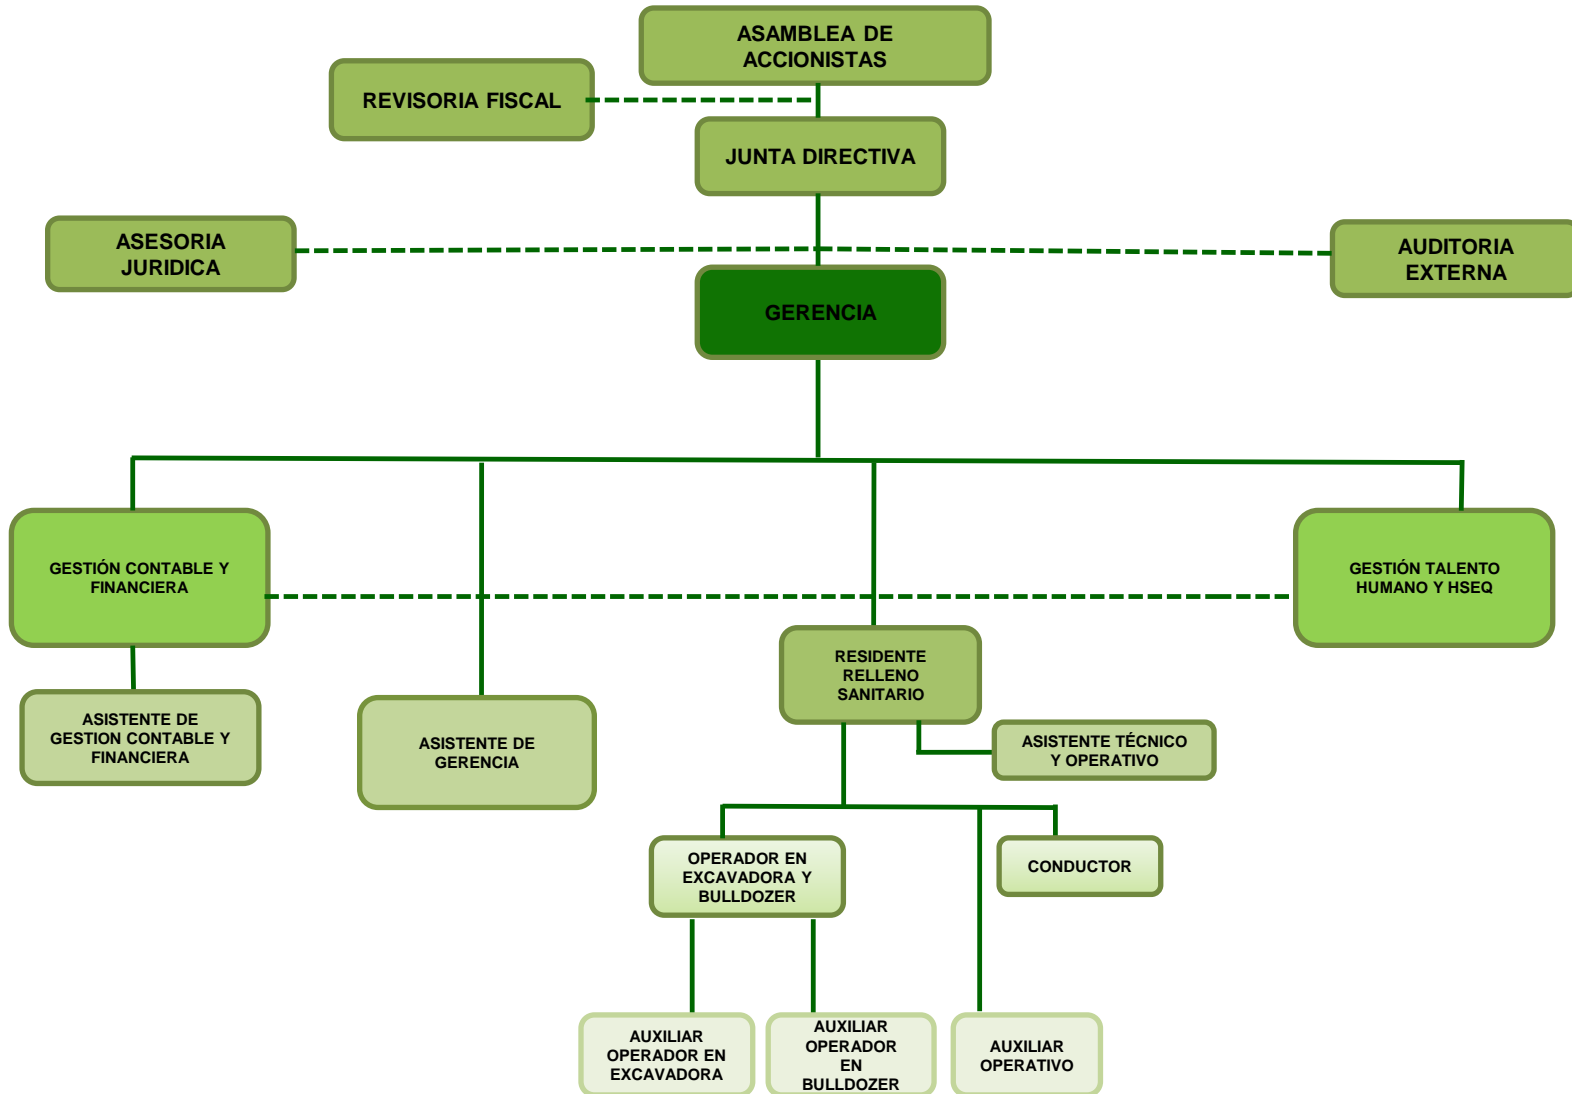 ASAMBLEA DE
ACCIONISTAS
REVISORIA FISCAL
JUNTA DIRECTIVA
ASESORIA
JURIDICA
AUDITORIA
EXTERNA
GERENCIA
GESTIÓN CONTABLE Y
FINANCIERA
GESTIÓN TALENTO
HUMANO Y HSEQ
RESIDENTE
RELLENO
SANITARIO
ASISTENTE DE
GESTION CONTABLE Y
FINANCIERA
ASISTENTE DE
GERENCIA
ASISTENTE TÉCNICO
Y OPERATIVO
OPERADOR EN
EXCAVADORA Y
BULLDOZER
CONDUCTOR
AUXILIAR
OPERADOR EN
EXCAVADORA
AUXILIAR
OPERADOR
EN
BULLDOZER
AUXILIAR
OPERATIVO